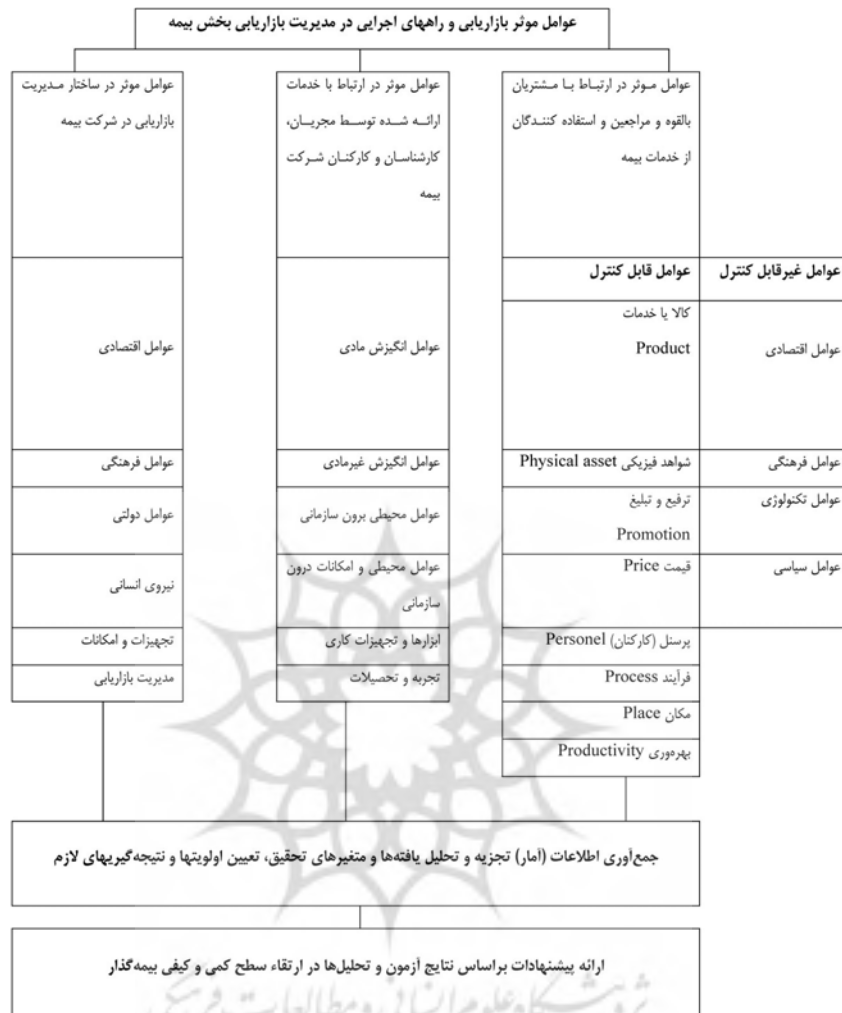 عوامل موثر بازاریابی و راههای اجرایی در مدیریت بازاریابی بخش بیمه
عوامل موثر در ارتباط با مشتریان
بالقوه و مراجعین و استفاده کنندگان
از خدمات بیمه
عوامل موثر در ارتباط با خدمات
ارائه شده توسط مجریان،
کارشناسان و کارکنان شرکت
بیمه
عوامل موثر در ساختار مدیریت
بازاریابی در شرکت بیمه
عوامل غیرقابل کنترل
عوامل قابل کنترل
عوامل اقتصادی
کالا یا خدمات
Product
عوامل انگیزش مادی
عوامل اقتصادی
عوامل فرهنگی
شواهد فیزیکی Physical asset
عوامل انگیزش غیرمادی
عوامل فرهنگی
عوامل تکنولوژی
ترفیع و تبلیغ
Promotion
عوامل محیطی برون سازمانی
عوامل دولتی
عوامل سیاسی
قیمت Price
عوامل محیطی و امکانات درون
سازمانی
نیروی انسانی
پرسنل (کارکنان) Personel
ابزارها و تجهیزات کاری
تجهیزات و امکانات
فرآیند Process
تجربه و تحصیلات
مدیریت بازاریابی
مکان Place
بهره‌وری Productivity
جمع‌آوری اطلاعات (آمار) تجزیه و تحلیل یافته‌ها و متغیرهای تحقیق، تعیین اولویتها و نتیجه‌گیریهای لازم
ارائه پیشنهادات براساس نتایج آزمون و تحلیل‌ها در ارتقاء سطح کمی و کیفی بیمه‌گذار
پژوهشگاه علوم انسانی و مطالعات فرهنگی